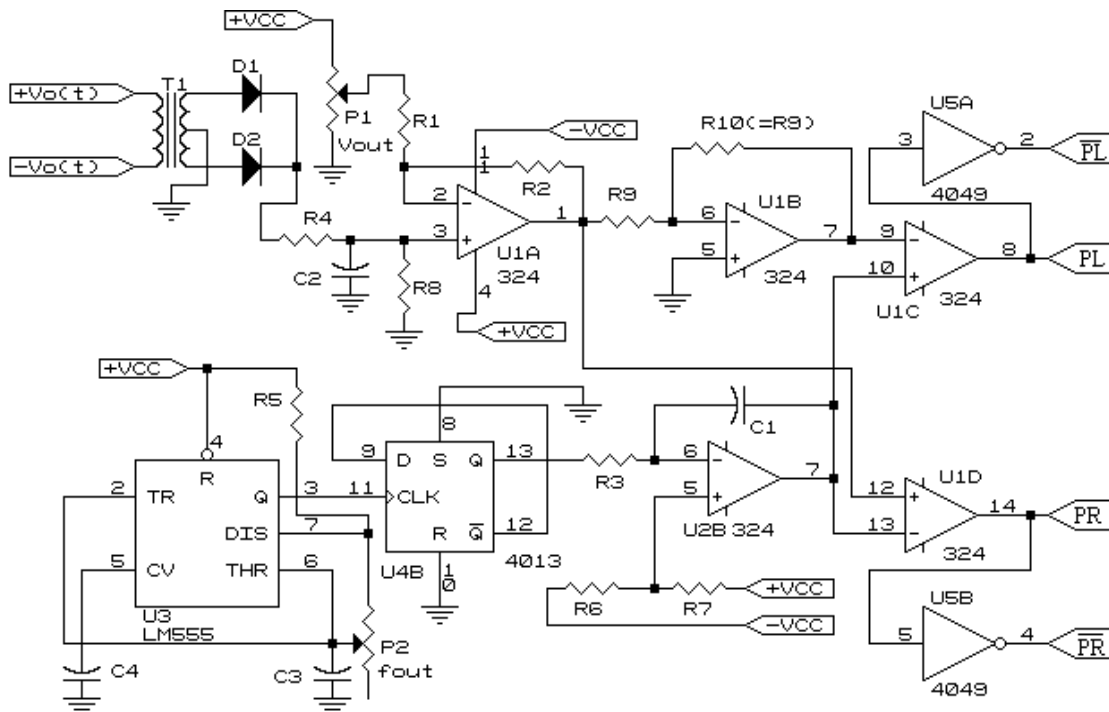 +VCC
D1
T1
+Vo(t)
-Vo(t)
D2
P1
Vout
R1
-VCC
1
1
R2
R10(=R9)
U5A
3
2
PL
4049
R4
C2
R8
2
3
1
U1A
324
4
+VCC
R9
6
5
U1B
7
324
9
10
8
PL
U1C
324
+VCC
R5
4
R
2
TR
Q
3
DIS
7
5
CV
THR
6
U3
LM555
C4
C3
P2
fout
8
9
D
S
Q
13
11
CLK
R
Q
12
U4B
1
0
4013
R3
C1
6
5
7
U2B
324
R6
R7
+VCC
-VCC
U1D
12
13
14
PR
324
U5B
5
4
PR
4049